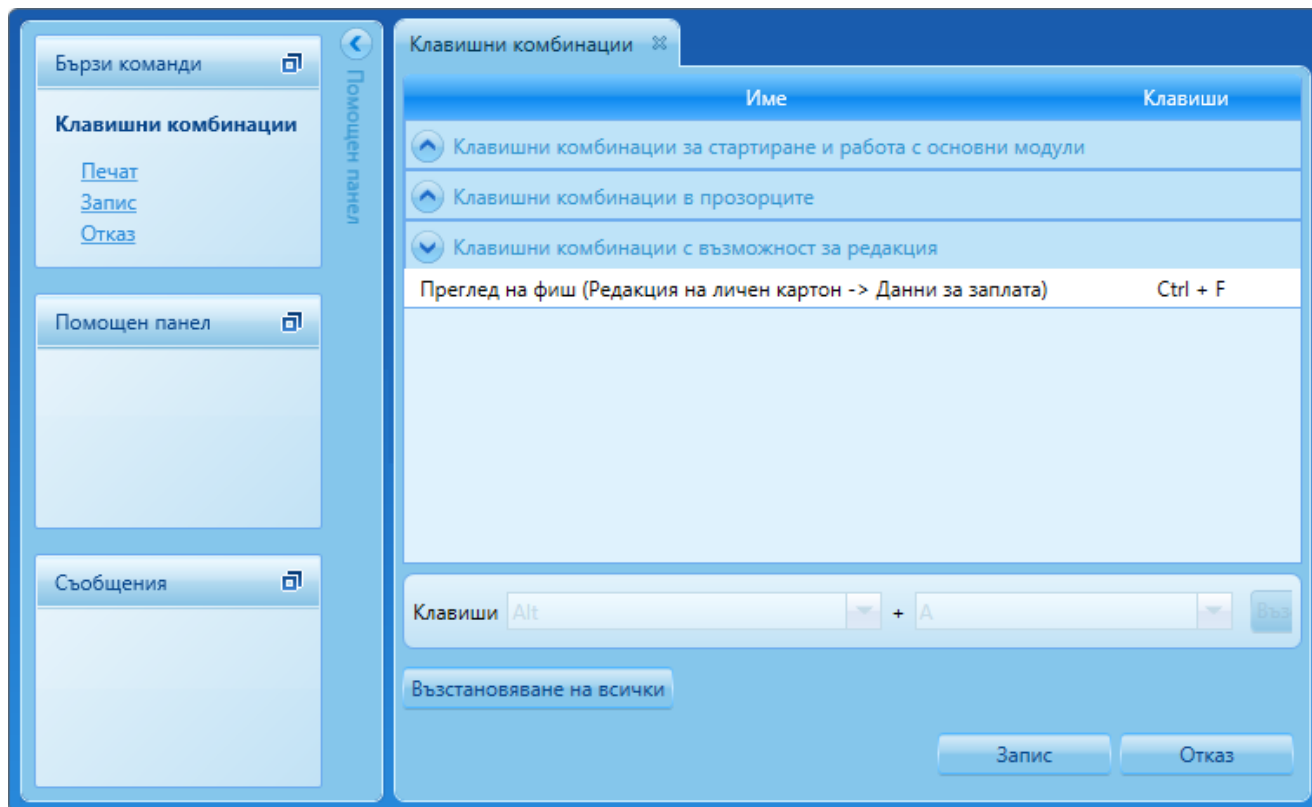 Бързи команди
Клавишни комбинации
Печат
Запис
Отказ
Помощен панел
Съобщения
Помощен панел
Клавишни комбинации
Име Клавиши
Клавишни комбинации за стартиране и работа с основни модули
Клавишни комбинации в прозорците
Клавишни комбинации с възможност за редакция
Преглед на фиш (Редакция на личен картон -> Данни за заплата) Ctrl + F
Клавиши Alt + A Въз
Възстановяване на всички
Запис Отказ